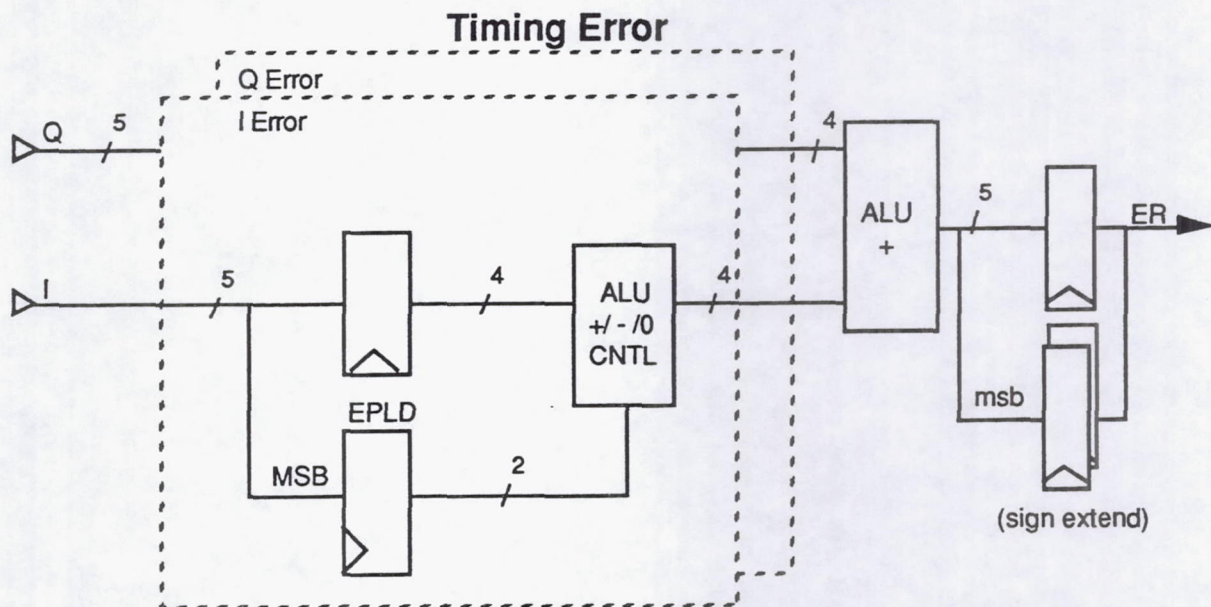 Timing Error
Q Error
I Error
Q 5
4
ALU
+
5
ER
I
5
4
ALU
+/ - /0
CNTL
4
EPLD
MSB
2
msb
(sign extend)